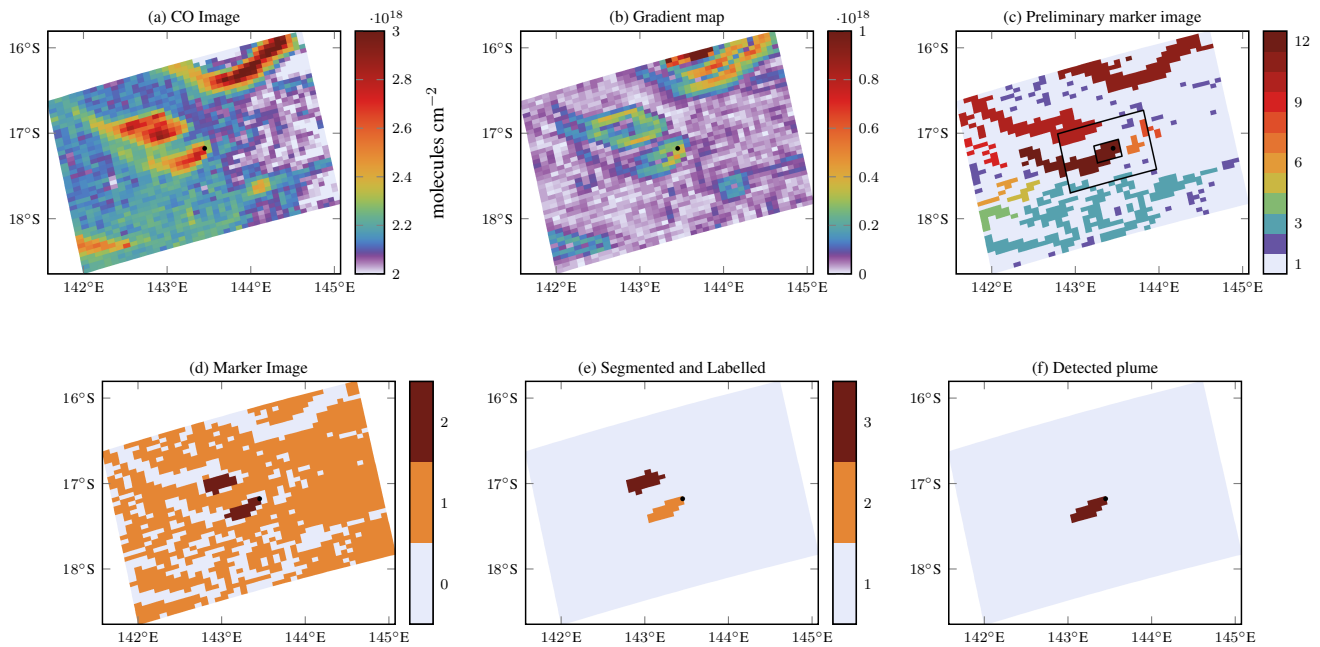 (a) CO Image
·10¹⁸
16°S
17°S
18°S
142°E 143°E 144°E 145°E
3
2.8
2.6
2.4
2.2
2
molecules cm⁻²
(b) Gradient map
·10¹⁸
16°S
17°S
18°S
142°E 143°E 144°E 145°E
1
0.8
0.6
0.4
0.2
0
(c) Preliminary marker image
16°S
17°S
18°S
142°E 143°E 144°E 145°E
12
9
6
3
1
(d) Marker Image
16°S
17°S
18°S
142°E 143°E 144°E 145°E
2
1
0
(e) Segmented and Labelled
16°S
17°S
18°S
142°E 143°E 144°E 145°E
3
2
1
(f) Detected plume
16°S
17°S
18°S
142°E 143°E 144°E 145°E